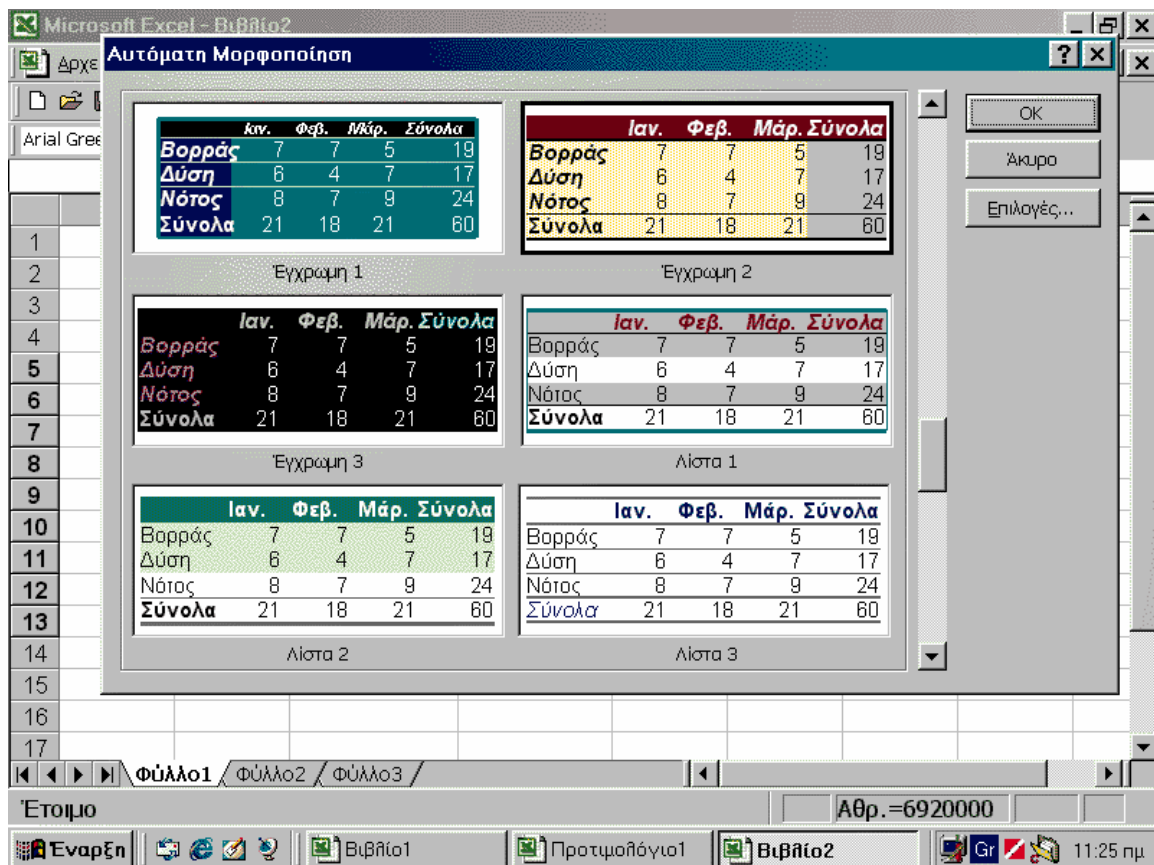 Microsoft Excel - Βιβλίο2
Αρχε
Αυτόματη Μορφοποίηση
Arial Gree
Ιαν. Φεβ. Μάρ. Σύνολα
Βορράς 7 7 5 19
Δύση 6 4 7 17
Νότος 8 7 9 24
Σύνολα 21 18 21 60
Έγχρωμη 1
Ιαν. Φεβ. Μάρ. Σύνολα
Βορράς 7 7 5 19
Δύση 6 4 7 17
Νότος 8 7 9 24
Σύνολα 21 18 21 60
Έγχρωμη 2
Ιαν. Φεβ. Μάρ. Σύνολα
Βορράς 7 7 5 19
Δύση 6 4 7 17
Νότος 8 7 9 24
Σύνολα 21 18 21 60
Έγχρωμη 3
Ιαν. Φεβ. Μάρ. Σύνολα
Βορράς 7 7 5 19
Δύση 6 4 7 17
Νότος 8 7 9 24
Σύνολα 21 18 21 60
Λίστα 1
Ιαν. Φεβ. Μάρ. Σύνολα
Βορράς 7 7 5 19
Δύση 6 4 7 17
Νότος 8 7 9 24
Σύνολα 21 18 21 60
Λίστα 2
Ιαν. Φεβ. Μάρ. Σύνολα
Βορράς 7 7 5 19
Δύση 6 4 7 17
Νότος 8 7 9 24
Σύνολα 21 18 21 60
Λίστα 3
OK
Άκυρο
Επιλογές...
1
2
3
4
5
6
7
8
9
10
11
12
13
14
15
16
17
Φύλλο1 Φύλλο2 Φύλλο3
Έτοιμο
Αθρ.=6920000
Έναρξη Βιβλίο1 Προτιμολόγιο1 Βιβλίο2 Gr 11:25 πμ